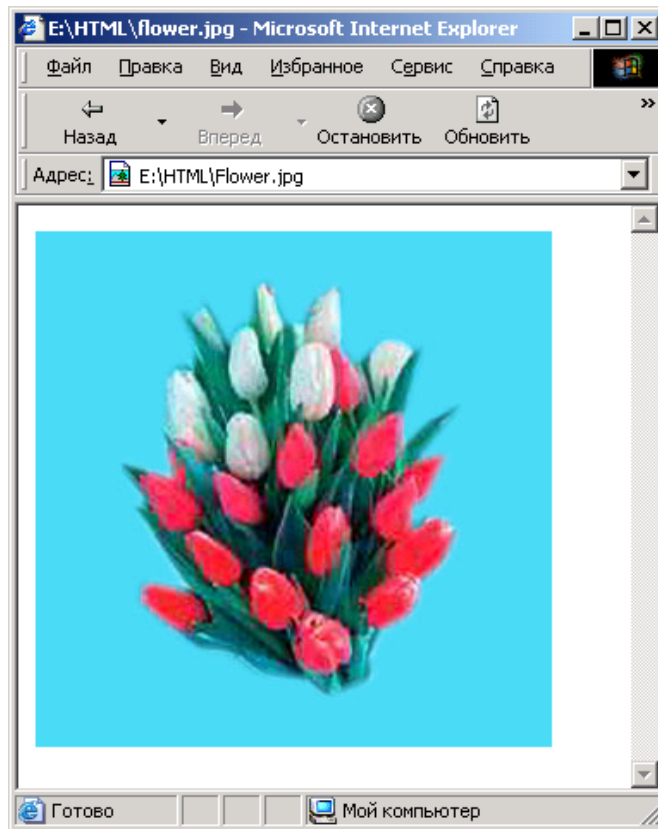 E:\HTML\flower.jpg - Microsoft Internet Explorer
Файл Правка Вид Избранное Сервис Справка
Назад Вперед Остановить Обновить »
Адрес: E:\HTML\Flower.jpg
Готово Мой компьютер